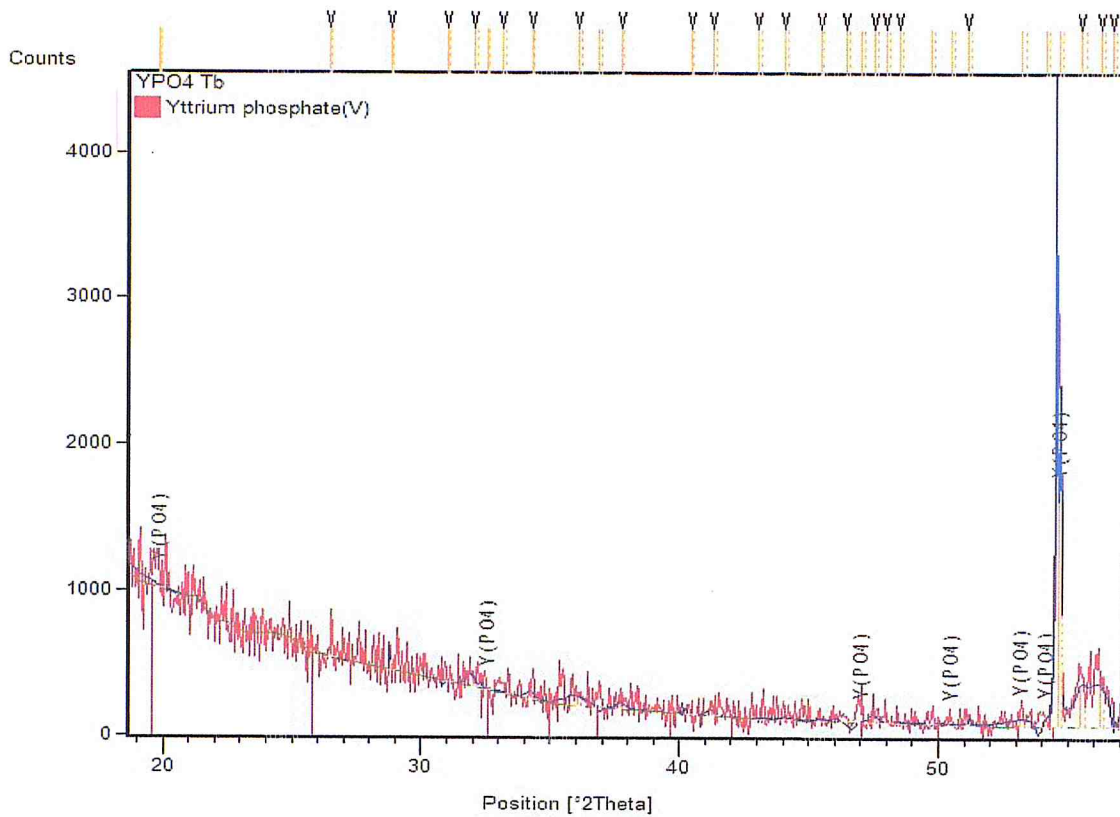 Y Y Y Y Y Y Y Y Y Y Y Y Y Y Y Y Y Y Y Y Y
Counts
YPO4 Tb
Yttrium phosphate(V)
4000
3000
2000
1000
0
Y(PO4)
Y(PO4)
Y(PO4)
Y(PO4)
Y(PO4)
Y(PO4)
Y(PO4)
Y(PO4)
20 30 40 50
Position [°2Theta]